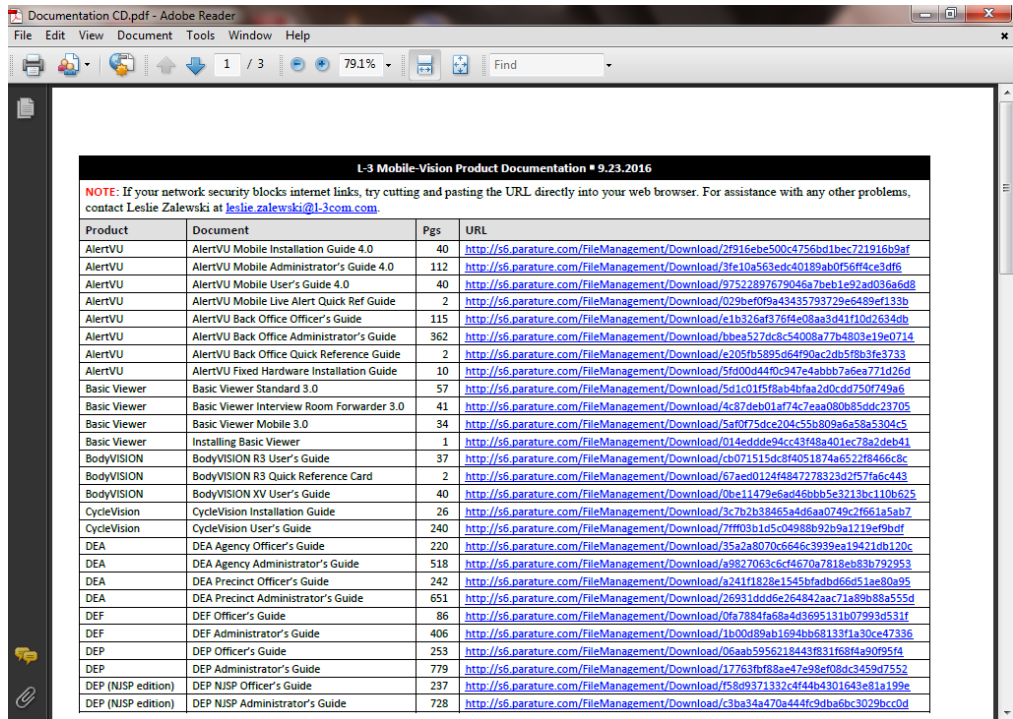 Documentation CD.pdf - Adobe Reader
File Edit View Document Tools Window Help
1 / 3 79.1% Find
L-3 Mobile-Vision Product Documentation ▪ 9.23.2016
NOTE: If your network security blocks internet links, try cutting and pasting the URL directly into your web browser. For assistance with any other problems,
contact Leslie Zalewski at leslie.zalewski@l-3com.com.
Product Document Pgs URL
AlertVU AlertVU Mobile Installation Guide 4.0 40 http://s6.parature.com/FileManagement/Download/2f916ebe500c4756bd1bec721916b9af
AlertVU AlertVU Mobile Administrator's Guide 4.0 112 http://s6.parature.com/FileManagement/Download/3fe10a563edc40189ab0f56ff4ce3df6
AlertVU AlertVU Mobile User's Guide 4.0 40 http://s6.parature.com/FileManagement/Download/97522897679046a7beb1e92ad036a6d8
AlertVU AlertVU Mobile Live Alert Quick Ref Guide 2 http://s6.parature.com/FileManagement/Download/029bef0f9a43435793729e6489ef133b
AlertVU AlertVU Back Office Officer's Guide 115 http://s6.parature.com/FileManagement/Download/e1b326af376f4e08aa3d41f10d2634db
AlertVU AlertVU Back Office Administrator's Guide 362 http://s6.parature.com/FileManagement/Download/bbea527dc8c54008a77b4803e19e0714
AlertVU AlertVU Back Office Quick Reference Guide 2 http://s6.parature.com/FileManagement/Download/e205fb5895d64f90ac2db5f8b3fe3733
AlertVU AlertVU Fixed Hardware Installation Guide 10 http://s6.parature.com/FileManagement/Download/5fd00d44f0c947e4abbb7a6ea771d26d
Basic Viewer Basic Viewer Standard 3.0 57 http://s6.parature.com/FileManagement/Download/5d1c01f5f8ab4bfaa2d0cdd750f749a6
Basic Viewer Basic Viewer Interview Room Forwarder 3.0 41 http://s6.parature.com/FileManagement/Download/4c87deb01af74c7eaa080b85ddc23705
Basic Viewer Basic Viewer Mobile 3.0 34 http://s6.parature.com/FileManagement/Download/5af0f75dce204c55b809a6a58a5304c5
Basic Viewer Installing Basic Viewer 1 http://s6.parature.com/FileManagement/Download/014eddde94cc43f48a401ec78a2deb41
BodyVISION BodyVISION R3 User's Guide 37 http://s6.parature.com/FileManagement/Download/cb071515dc8f4051874a6522f8466c8c
BodyVISION BodyVISION R3 Quick Reference Card 2 http://s6.parature.com/FileManagement/Download/67aed0124f4847278323d2f57fa6c443
BodyVISION BodyVISION XV User's Guide 40 http://s6.parature.com/FileManagement/Download/0be11479e6ad46bbb5e3213bc110b625
CycleVision CycleVision Installation Guide 26 http://s6.parature.com/FileManagement/Download/3c7b2b38465a4d6aa0749c2f661a5ab7
CycleVision CycleVision User's Guide 240 http://s6.parature.com/FileManagement/Download/7fff03b1d5c04988b92b9a1219ef9bdf
DEA DEA Agency Officer's Guide 220 http://s6.parature.com/FileManagement/Download/35a2a8070c6646c3939ea19421db120c
DEA DEA Agency Administrator's Guide 518 http://s6.parature.com/FileManagement/Download/a9827063c6cf4670a7818eb83b792953
DEA DEA Precinct Officer's Guide 242 http://s6.parature.com/FileManagement/Download/a241f1828e1545bfadbd66d51ae80a95
DEA DEA Precinct Administrator's Guide 651 http://s6.parature.com/FileManagement/Download/26931ddd6e264842aac71a89b88a555d
DEF DEF Officer's Guide 86 http://s6.parature.com/FileManagement/Download/0fa7884fa68a4d3695131b07993d531f
DEF DEF Administrator's Guide 406 http://s6.parature.com/FileManagement/Download/1b00d89ab1694bb68133f1a30ce47336
DEP DEP Officer's Guide 253 http://s6.parature.com/FileManagement/Download/06aab5956218443f831f68f4a90f95f4
DEP DEP Administrator's Guide 779 http://s6.parature.com/FileManagement/Download/17763fbf88ae47e98ef08dc3459d7552
DEP (NJSP edition) DEP NJSP Officer's Guide 237 http://s6.parature.com/FileManagement/Download/f58d9371332c4f44b4301643e81a199e
DEP (NJSP edition) DEP NJSP Administrator's Guide 728 http://s6.parature.com/FileManagement/Download/c3ba34a470a444fc9dba6bc3029bcc0d